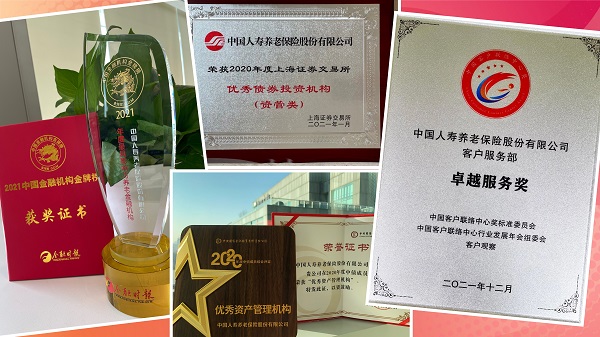 2021中国金融机构金牌榜
获奖证书
金融时报
2021
金融时报
中国人寿养老保险股份有限公司
荣获2020年度上海证券交易所
优秀债券投资机构
（资管类）
上海证券交易所
二〇二一年一月
2020
优秀资产管理机构
中国人寿养老保险股份有限公司
荣誉证书
中国人寿养老保险股份有限公司
客户服务部
卓越服务奖
中国客户联络中心奖标准委员会
中国客户联络中心行业发展年会组委会
客户观察
二〇二一年十二月